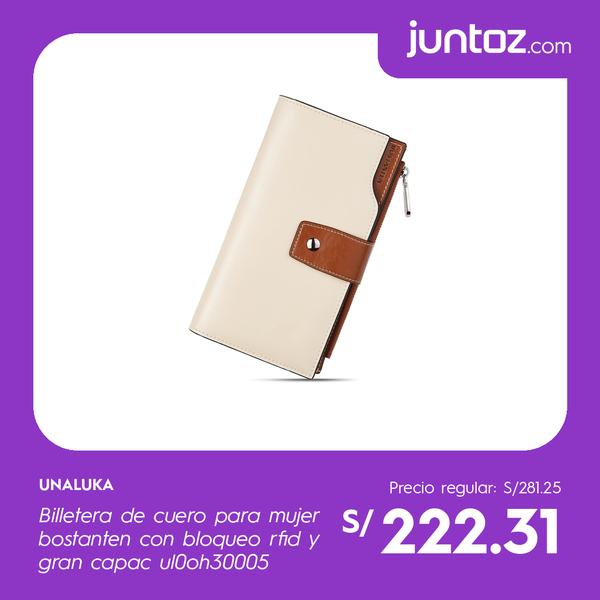 juntoz.com
UNALUKA
Billetera de cuero para mujer
bostanten con bloqueo rfid y
gran capac ul0oh30005
Precio regular: S/281.25
S/222.31